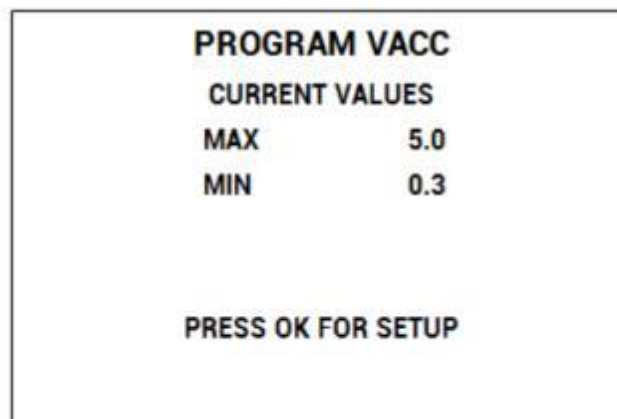 PROGRAM VACC
CURRENT VALUES
MAX 5.0
MIN 0.3
PRESS OK FOR SETUP